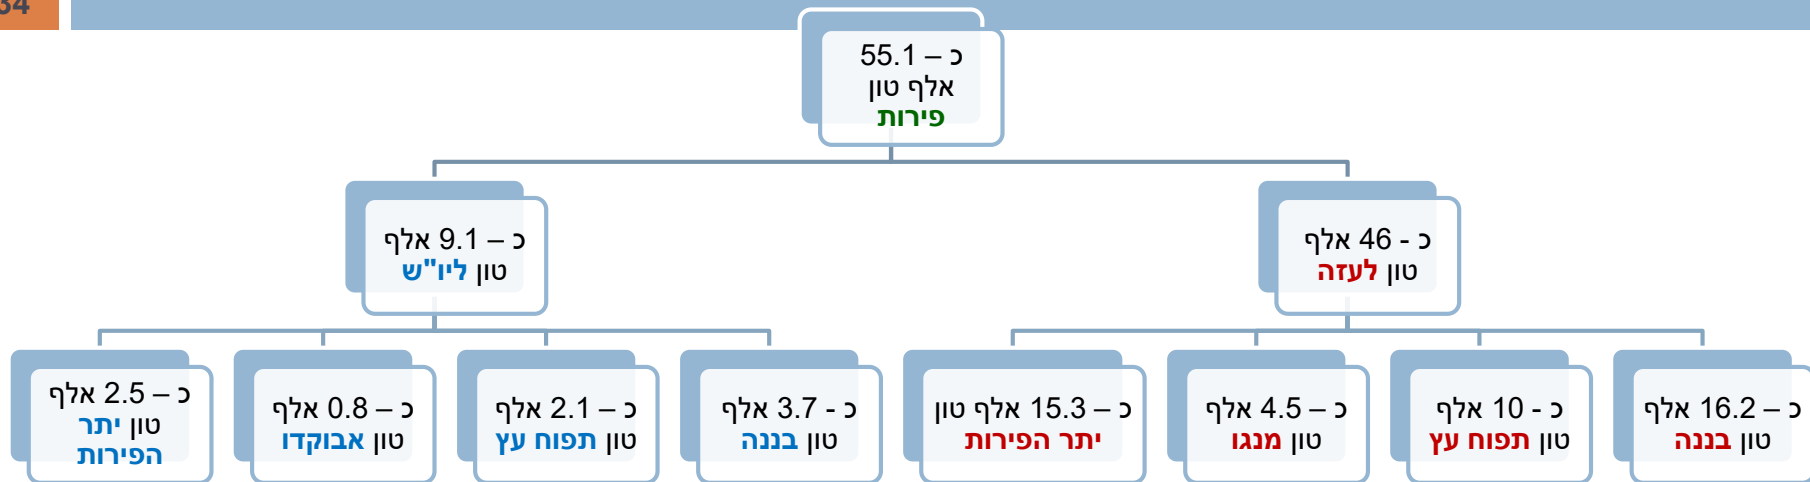 34
כ – 55.1
אלף טון
פירות
כ - 46 אלף
טון לעזה
כ – 9.1 אלף
טון ליו"ש
כ – 16.2 אלף
טון בננה
כ - 10 אלף
טון תפוח עץ
כ – 4.5 אלף
טון מנגו
כ – 15.3 אלף טון
יתר הפירות
כ - 3.7 אלף
טון בננה
כ – 2.1 אלף
טון תפוח עץ
כ – 0.8 אלף
טון אבוקדו
כ – 2.5 אלף
טון יתר
הפירות